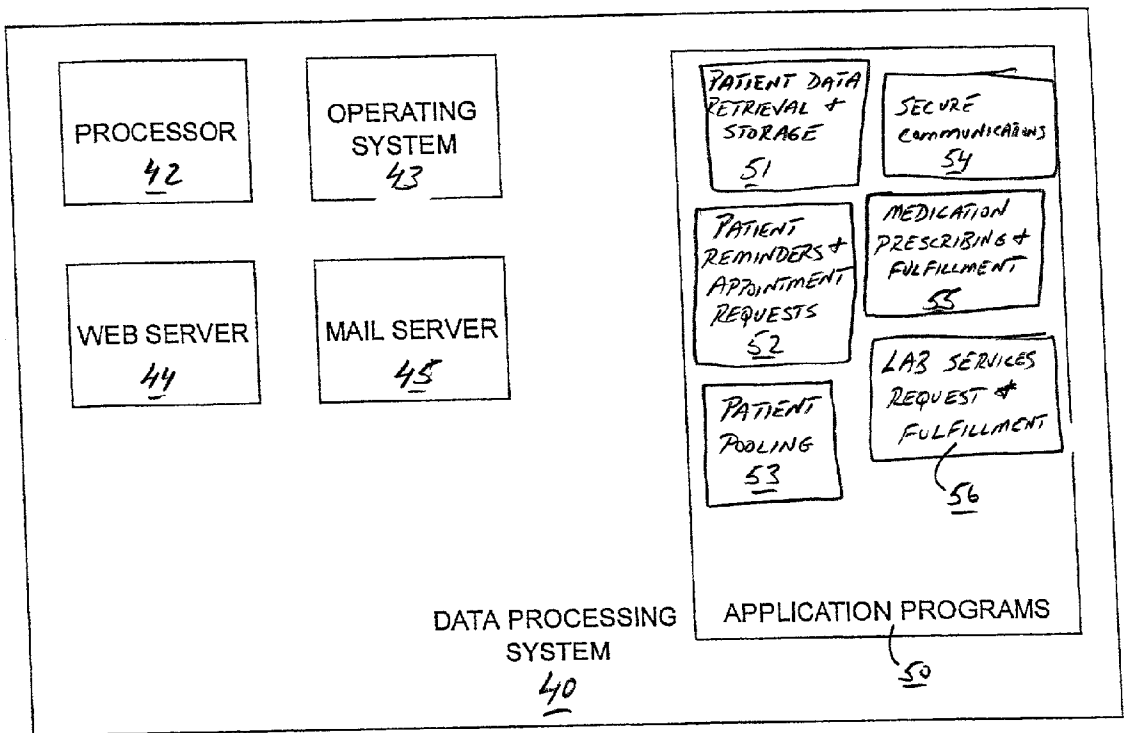 PROCESSOR
42
OPERATING
SYSTEM
43
WEB SERVER
44
MAIL SERVER
45
PATIENT DATA
RETRIEVAL &
STORAGE
51
SECURE
COMMUNICATIONS
54
PATIENT
REMINDERS &
APPOINTMENT
REQUESTS
52
MEDICATION
PRESCRIBING &
FULFILLMENT
55
PATIENT
POOLING
53
LAB SERVICES
REQUEST &
FULFILLMENT
56
DATA PROCESSING
SYSTEM
40
APPLICATION PROGRAMS
50